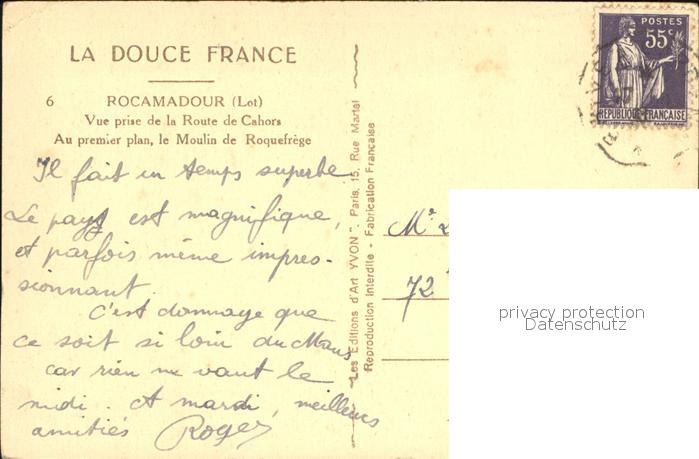 LA DOUCE FRANCE
6 ROCAMADOUR (Lot)
Vue prise de la Route de Cahors
Au premier plan, le Moulin de Roquefrège
Il fait un temps superbe
Le pays est magnifique,
et parfois même impres-
sionnant.
C'est dommage que
ce soit si loin du Mans
car rien ne vaut le
midi. A mardi, meilleurs
amitiés Roger
Les Editions d'Art YVON". Paris, 15, Rue Martel
Reproduction Interdite - Fabrication Française
POSTES
55c
REPUBLIQUE FRANÇAISE
72
privacy protection
Datenschutz